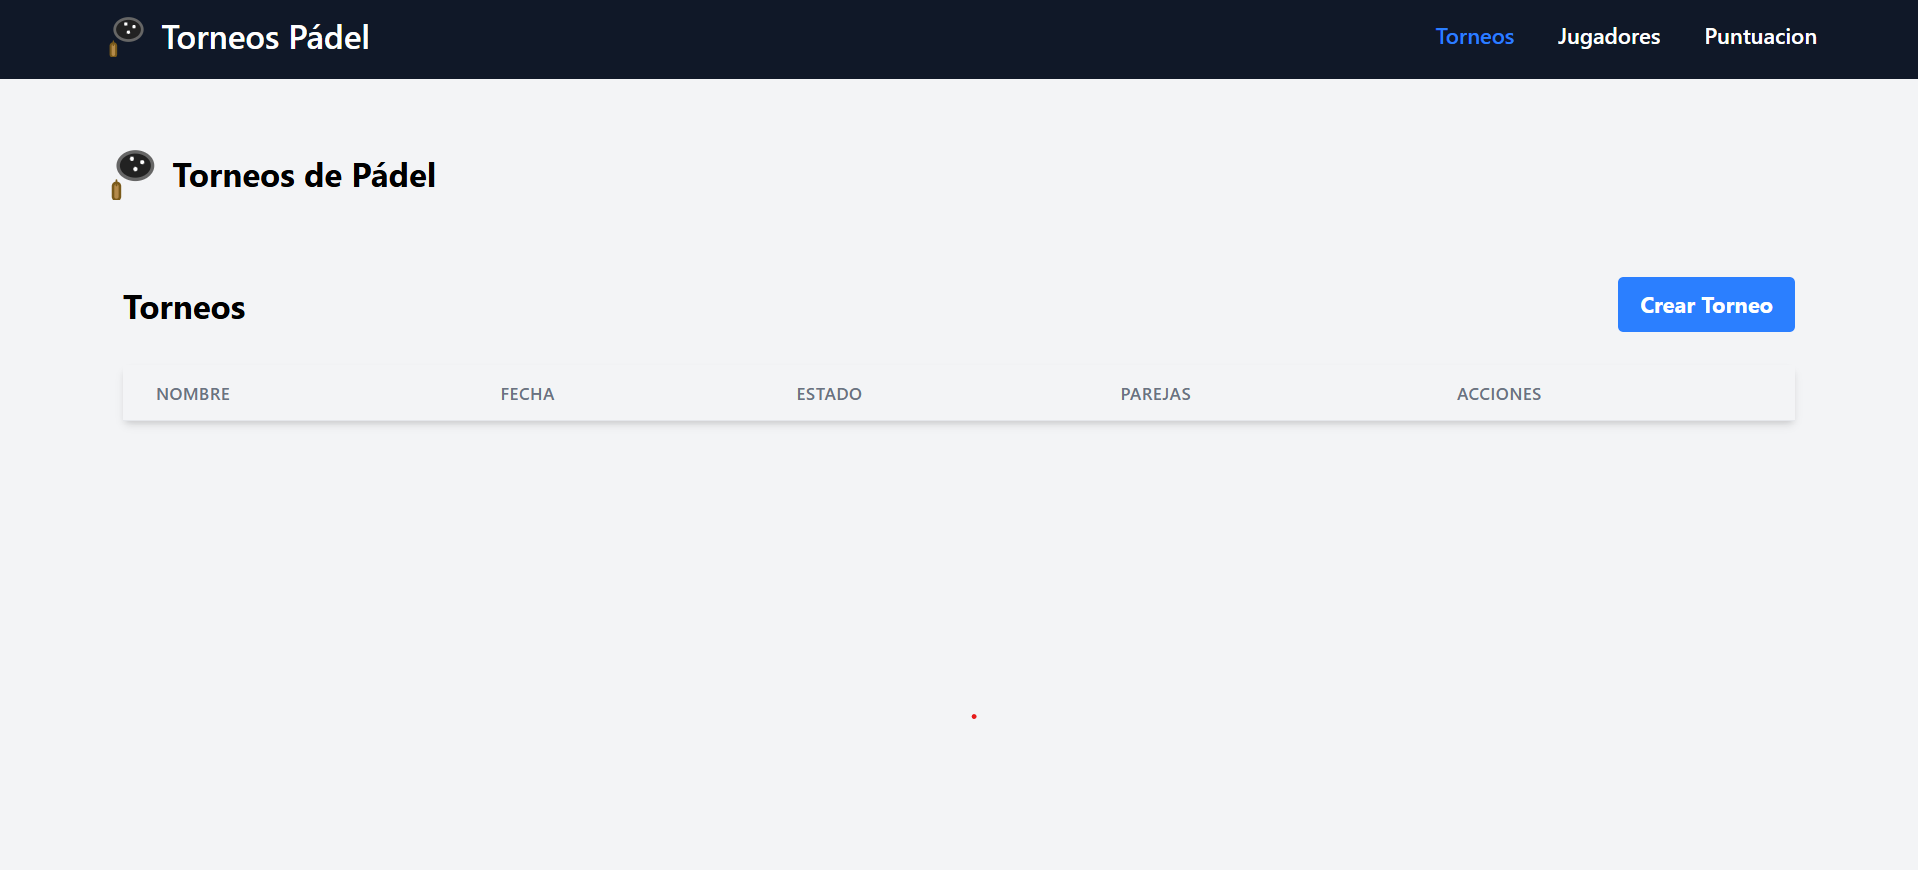 Torneos Pádel
Torneos Jugadores Puntuacion
Torneos de Pádel
Torneos
Crear Torneo
NOMBRE FECHA ESTADO PAREJAS ACCIONES